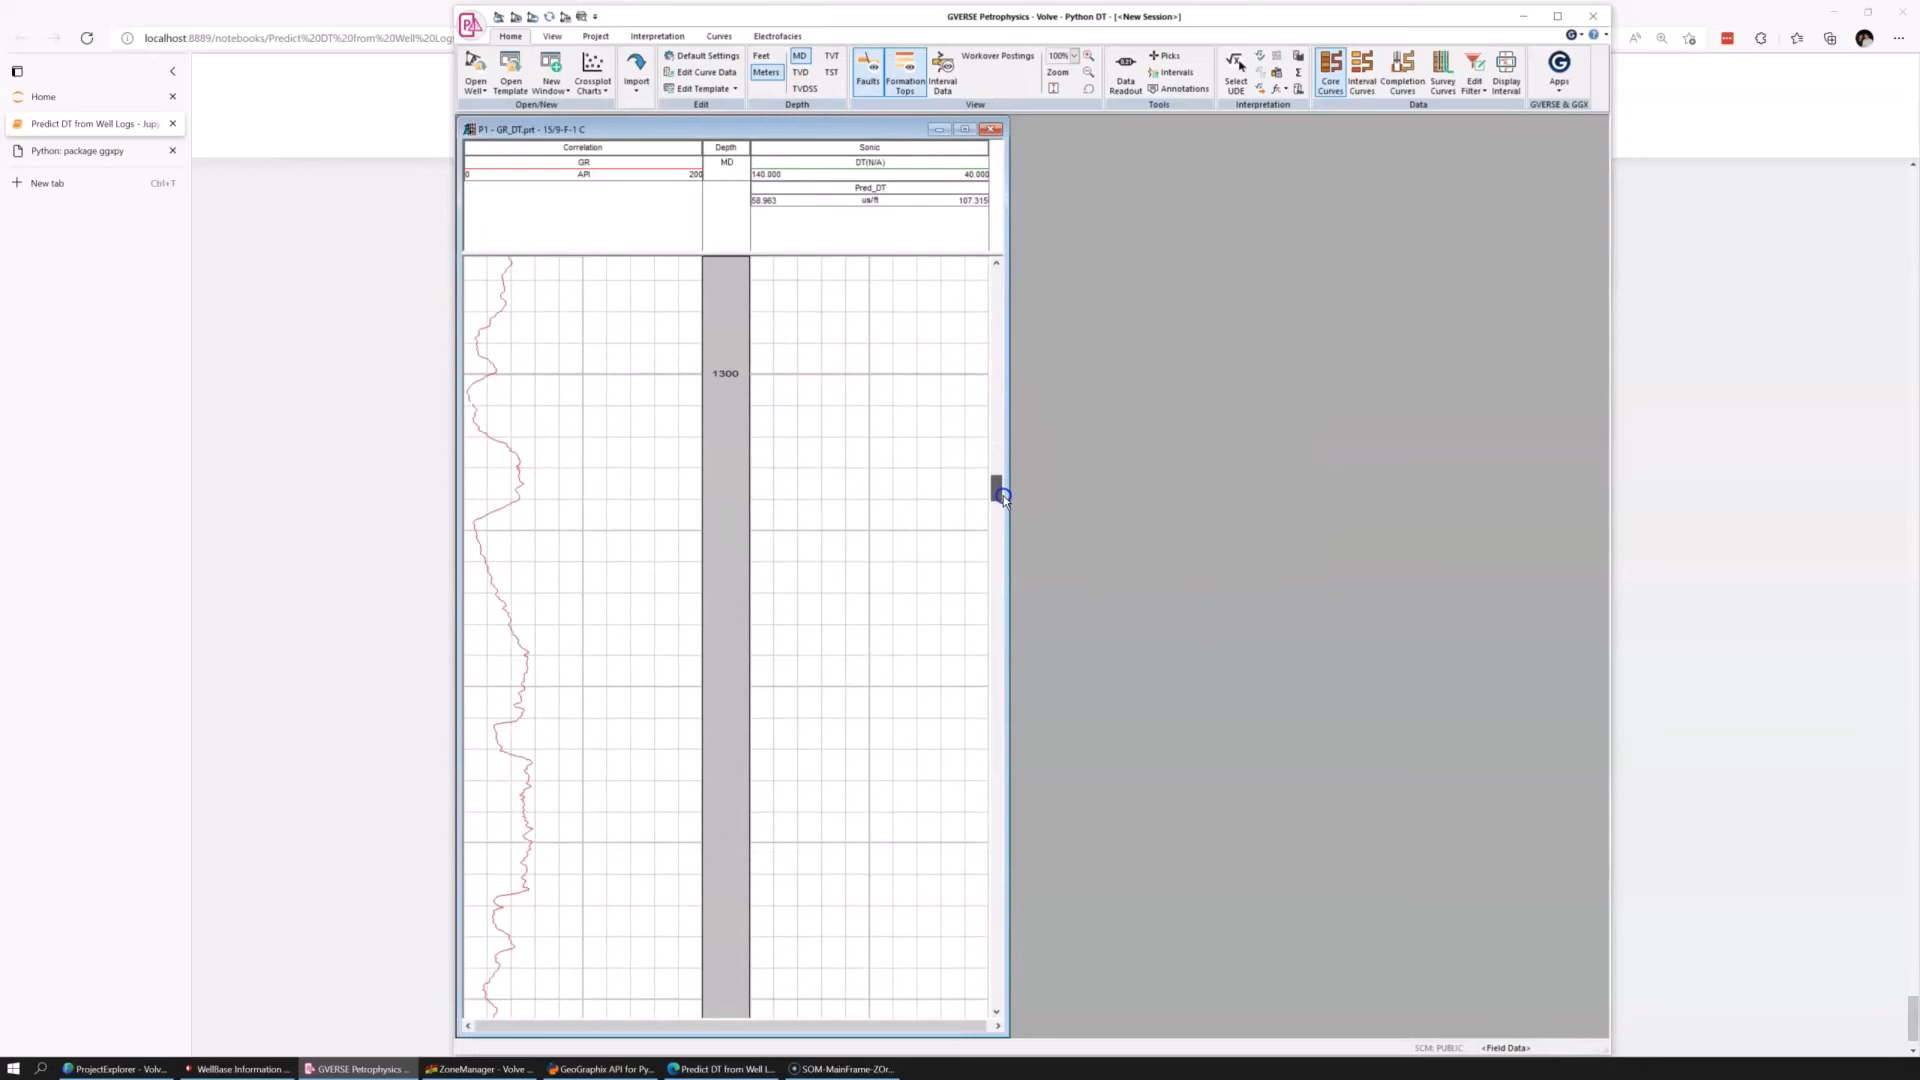 GVERSE Petrophysics - Volve - Python DT - [<New Session>]
localhost:8889/notebooks/Predict%20DT%20from%20Well%20Log
Home
Predict DT from Well Logs - Jupy
Python: package ggxpy
New tab
Ctrl+T
Home View Project Interpretation Curves Electrofacies
Open Well
Open Template
New Window
Crossplot Charts
Open/New
Import
Default Settings
Edit Curve Data
Edit Template
Edit
Feet MD TVT
Meters TVD TST
TVDSS
Depth
Faults
Formation Tops
Interval Data
Workover Postings
100%
Zoom
View
Data Readout
Picks
Intervals
Annotations
Tools
Select UDE
Interpretation
Core Curves
Interval Curves
Completion Curves
Survey Curves
Edit Filter
Display Interval
Data
Apps
GVERSE & GGX
P1 - GR_DT.prt - 15/9-F-1 C
Correlation Depth Sonic
GR MD DT(N/A)
0 API 200 140.000 40.000
Pred_DT
58.963 us/ft 107.315
1300
SCM: PUBLIC <Field Data>
ProjectExplorer - Volv...
WellBase Information ...
GVERSE Petrophysics ...
ZoneManager - Volve ...
GeoGraphix API for Py...
Predict DT from Well L...
SOM-MainFrame-ZOr...